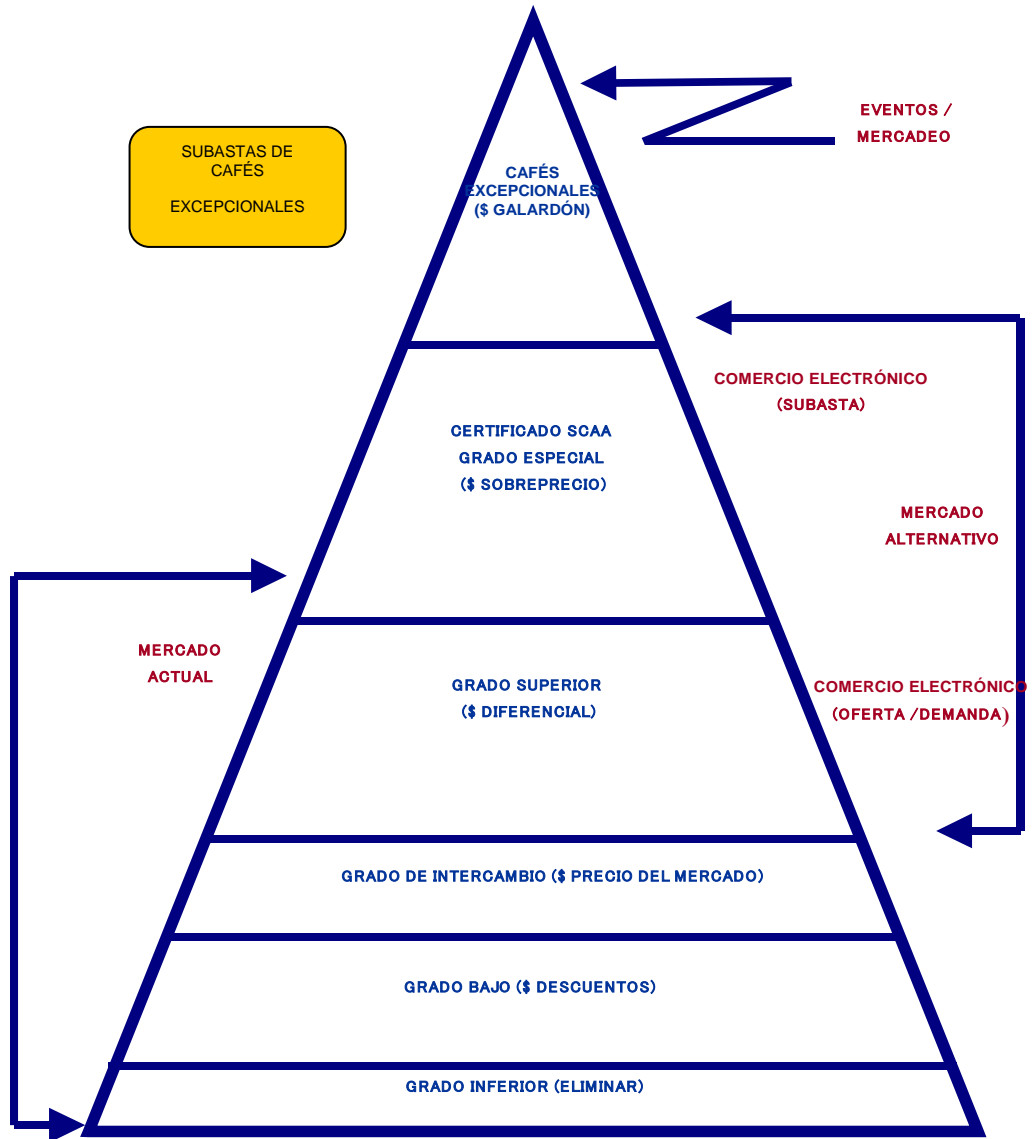 EVENTOS /
MERCADEO
SUBASTAS DE
CAFÉS
EXCEPCIONALES
CAFÉS
EXCEPCIONALES
($ GALARDÓN)
COMERCIO ELECTRÓNICO
(SUBASTA)
CERTIFICADO SCAA
GRADO ESPECIAL
($ SOBREPRECIO)
MERCADO
ALTERNATIVO
MERCADO
ACTUAL
GRADO SUPERIOR
($ DIFERENCIAL)
COMERCIO ELECTRÓNICO
(OFERTA /DEMANDA)
GRADO DE INTERCAMBIO ($ PRECIO DEL MERCADO)
GRADO BAJO ($ DESCUENTOS)
GRADO INFERIOR (ELIMINAR)